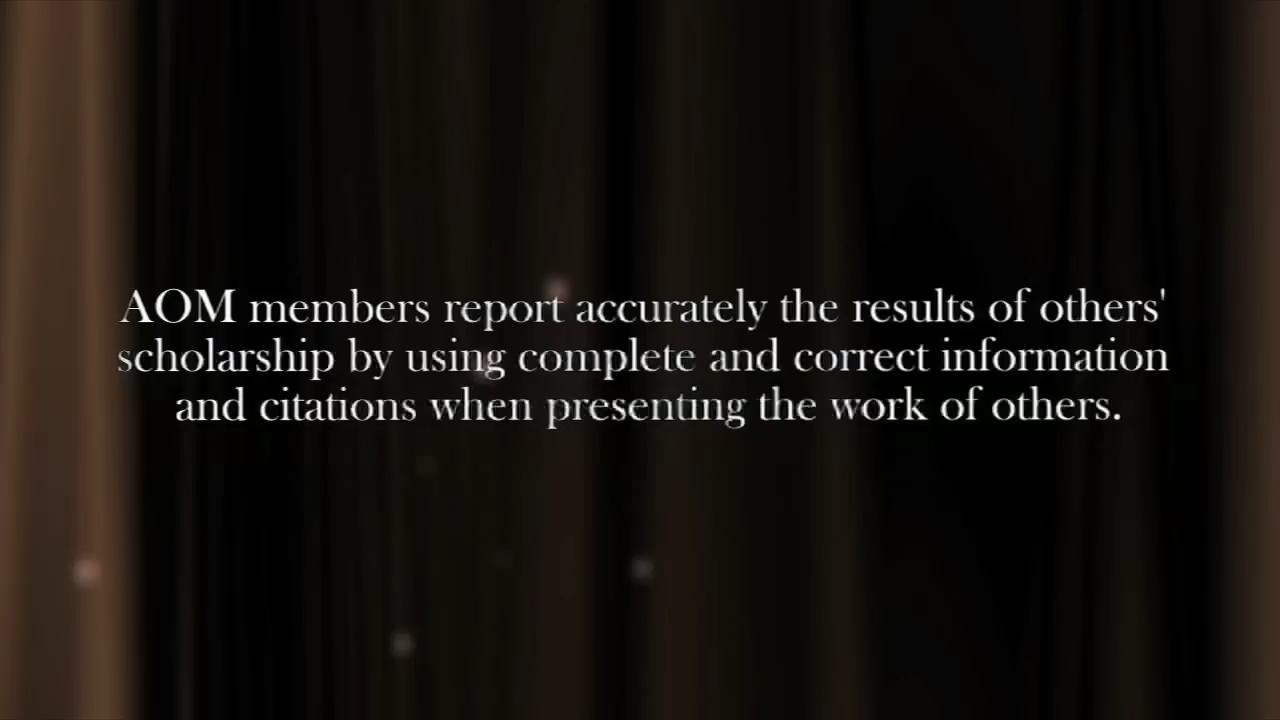 AOM members report accurately the results of others'
scholarship by using complete and correct information
and citations when presenting the work of others.